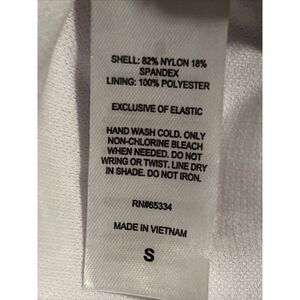 SHELL: 82% NYLON 18%
SPANDEX
LINING: 100% POLYESTER
EXCLUSIVE OF ELASTIC
HAND WASH COLD. ONLY
NON-CHLORINE BLEACH
WHEN NEEDED. DO NOT
WRING OR TWIST. LINE DRY
IN SHADE. DO NOT IRON.
RN#65334
MADE IN VIETNAM
S